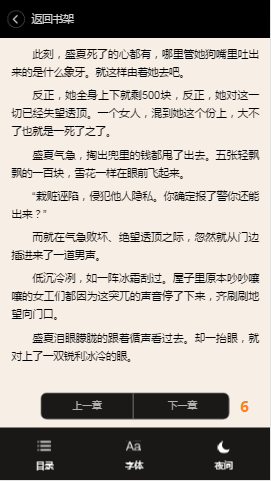 返回书架
此刻，盛夏死了的心都有，哪里管她狗嘴里吐出
来的是什么象牙。就这样由着她去吧。
反正，她全身上下就剩500块，反正，她对这一
切已经失望透顶。一个女人，混到她这个份上，大不
了也就是一死了之了。
盛夏气急，掏出兜里的钱都甩了出去。五张轻飘
飘的一百块，雪花一样在眼前飞起来。
“栽赃诬陷，侵犯他人隐私。你确定报了警你还能
出来？”
而就在气急败坏、绝望透顶之际，忽然就从门边
插进来了一道男声。
低沉冷冽，如一阵冰霜刮过。屋子里原本吵吵嚷
嚷的女工们都因为这突兀的声音停了下来，齐刷刷地
望向门口。
盛夏泪眼朦胧的跟着循声看过去。却一抬眼，就
对上了一双锐利冰冷的眼。
上一章 下一章 6
目录 Aa 字体 夜间